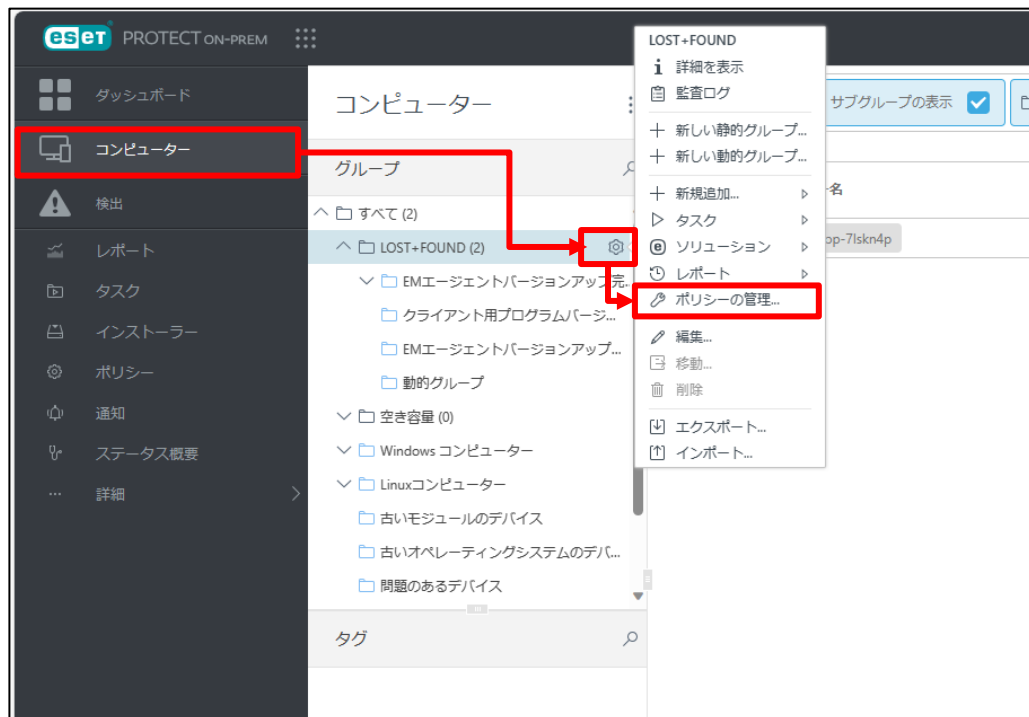 eseT PROTECT ON-PREM
ダッシュボード
コンピューター
検出
レポート
タスク
インストーラー
ポリシー
通知
ステータス概要
詳細
コンピューター
グループ
すべて (2)
LOST+FOUND (2)
EMエージェントバージョンアップ完...
クライアント用プログラムバージ...
EMエージェントバージョンアップ...
動的グループ
空き容量 (0)
Windows コンピューター
Linuxコンピューター
古いモジュールのデバイス
古いオペレーティングシステムのデバ...
問題のあるデバイス
タグ
LOST+FOUND
詳細を表示
監査ログ
新しい静的グループ...
新しい動的グループ...
新規追加...
タスク
ソリューション
レポート
ポリシーの管理...
編集...
移動...
削除
エクスポート...
インポート...
サブグループの表示
名
op-7lskn4p